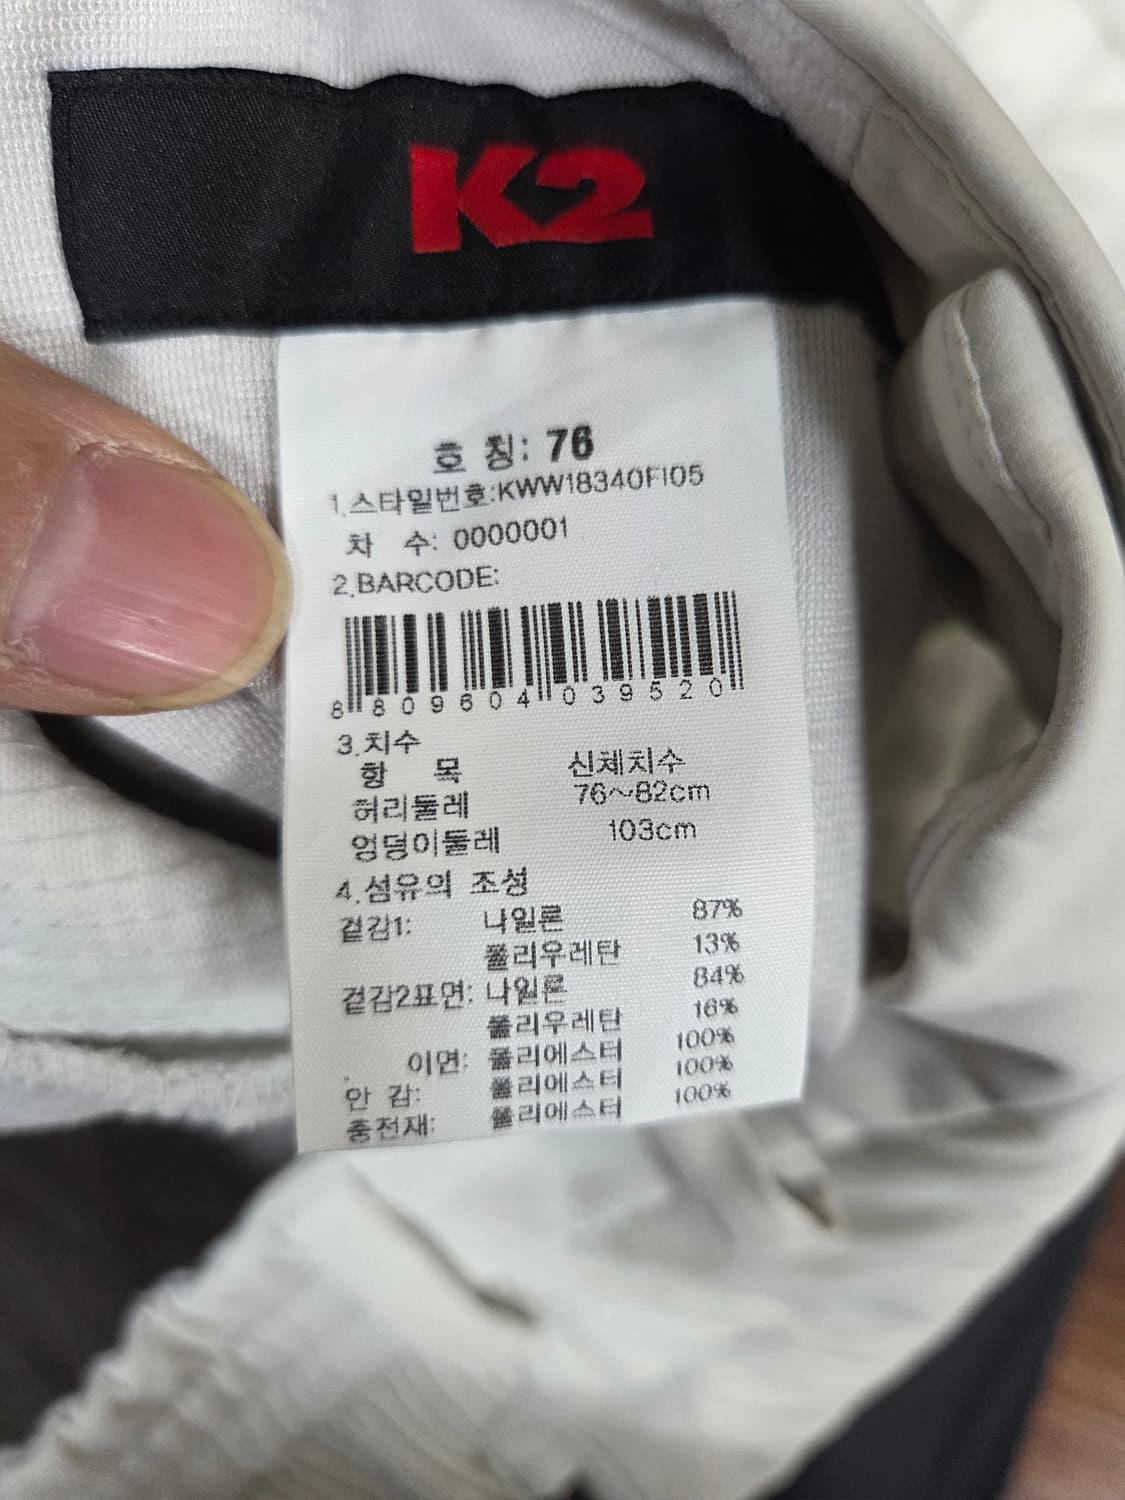 K2
호 칭: 76
1.스타일번호:KWW18340FI05
차 수: 0000001
2.BARCODE:
8 809604 039520
3.치수
항 목 신체치수
허리둘레 76~82cm
엉덩이둘레 103cm
4.섬유의 조성
겉감1: 나일론 87%
폴리우레탄 13%
겉감2표면: 나일론 84%
폴리우레탄 16%
이면: 폴리에스터 100%
안 감: 폴리에스터 100%
충전재: 폴리에스터 100%